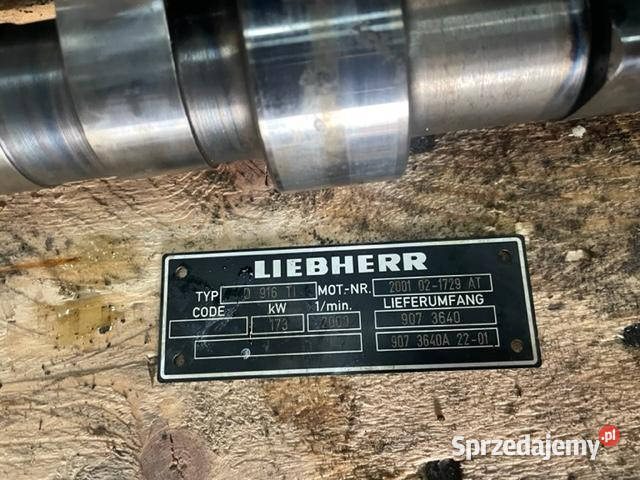 LIEBHERR
TYP D 916 TI MOT.-NR. 2001 02-1729 AT
CODE kW 1/min. LIEFERUMFANG
173 2000 907 3640
907 3640A 22-01
Sprzedajemy.pl